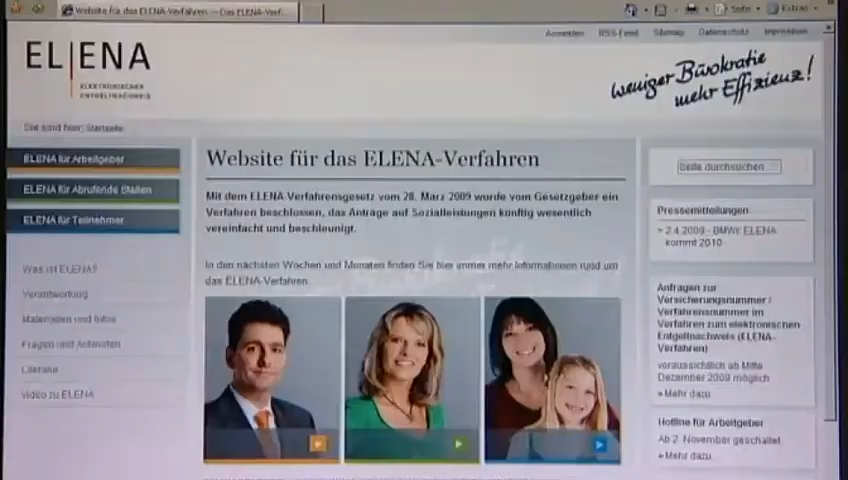 Website für das ELENA-Verfahren — Das ELENA-Verf...
Seite
Extras
Anmelden RSS-Feed Sitemap Datenschutz Impressum
ELENA
ELEKTRONISCHER
ENTGELTNACHWEIS
weniger Bürokratie
mehr Effizienz!
Sie sind hier: Startseite
ELENA für Arbeitgeber
ELENA für Abrufende Stellen
ELENA für Teilnehmer
Was ist ELENA?
Verantwortung
Materialien und Infos
Fragen und Antworten
Literatur
Video zu ELENA
Website für das ELENA-Verfahren
Mit dem ELENA Verfahrensgesetz vom 28. März 2009 wurde vom Gesetzgeber ein
Verfahren beschlossen, das Anträge auf Sozialleistungen künftig wesentlich
vereinfacht und beschleunigt.
In den nächsten Wochen und Monaten finden Sie hier immer mehr Informationen rund um
das ELENA-Verfahren.
Seite durchsuchen
Pressemitteilungen
» 2.4.2009 - BMWi: ELENA
kommt 2010
Anfragen zur
Versicherungsnummer /
Verfahrensnummer im
Verfahren zum elektronischen
Entgeltnachweis (ELENA-
Verfahren)
voraussichtlich ab Mitte
Dezember 2009 möglich
» Mehr dazu
Hotline für Arbeitgeber
Ab 2. November geschaltet
» Mehr dazu